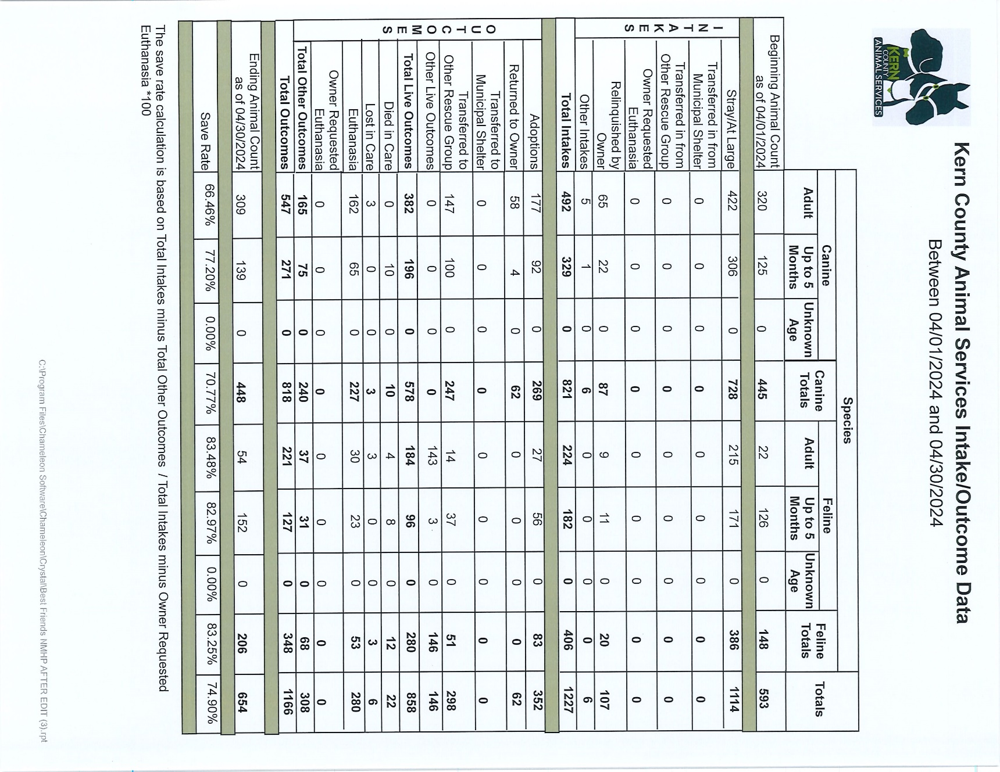 KERN
COUNTY
ANIMAL SERVICES
Kern County Animal Services Intake/Outcome Data
Between 04/01/2024 and 04/30/2024
Species
Canine Canine Totals Feline Feline Totals Totals
Adult Up to 5 Months Unknown Age Adult Up to 5 Months Unknown Age
Beginning Animal Count as of 04/01/2024 320 125 0 445 22 126 0 148 593
INTAKES
Stray/At Large 422 306 0 728 215 171 0 386 1114
Transferred in from Municipal Shelter 0 0 0 0 0 0 0 0 0
Transferred in from Other Rescue Group 0 0 0 0 0 0 0 0 0
Owner Requested Euthanasia 0 0 0 0 0 0 0 0 0
Relinquished by Owner 65 22 0 87 9 11 0 20 107
Other Intakes 5 1 0 6 0 0 0 0 6
Total Intakes 492 329 0 821 224 182 0 406 1227
OUTCOMES
Adoptions 177 92 0 269 27 56 0 83 352
Returned to Owner 58 4 0 62 0 0 0 0 62
Transferred to Municipal Shelter 0 0 0 0 0 0 0 0 0
Transferred to Other Rescue Group 147 100 0 247 14 37 0 51 298
Other Live Outcomes 0 0 0 0 143 3 0 146 146
Total Live Outcomes 382 196 0 578 184 96 0 280 858
Died in Care 0 10 0 10 4 8 0 12 22
Lost in Care 3 0 0 3 3 0 0 3 6
Euthanasia 162 65 0 227 30 23 0 53 280
Owner Requested Euthanasia 0 0 0 0 0 0 0 0 0
Total Other Outcomes 165 75 0 240 37 31 0 68 308
Total Outcomes 547 271 0 818 221 127 0 348 1166
Ending Animal Count as of 04/30/2024 309 139 0 448 54 152 0 206 654
Save Rate 66.46% 77.20% 0.00% 70.77% 83.48% 82.97% 0.00% 83.25% 74.90%
The save rate calculation is based on Total Intakes minus Total Other Outcomes / Total Intakes minus Owner Requested
Euthanasia *100
C:\Program Files\Chameleon Software\Chameleon\Crystal\Best Friends NMHP AFTER EDIT (3).rpt